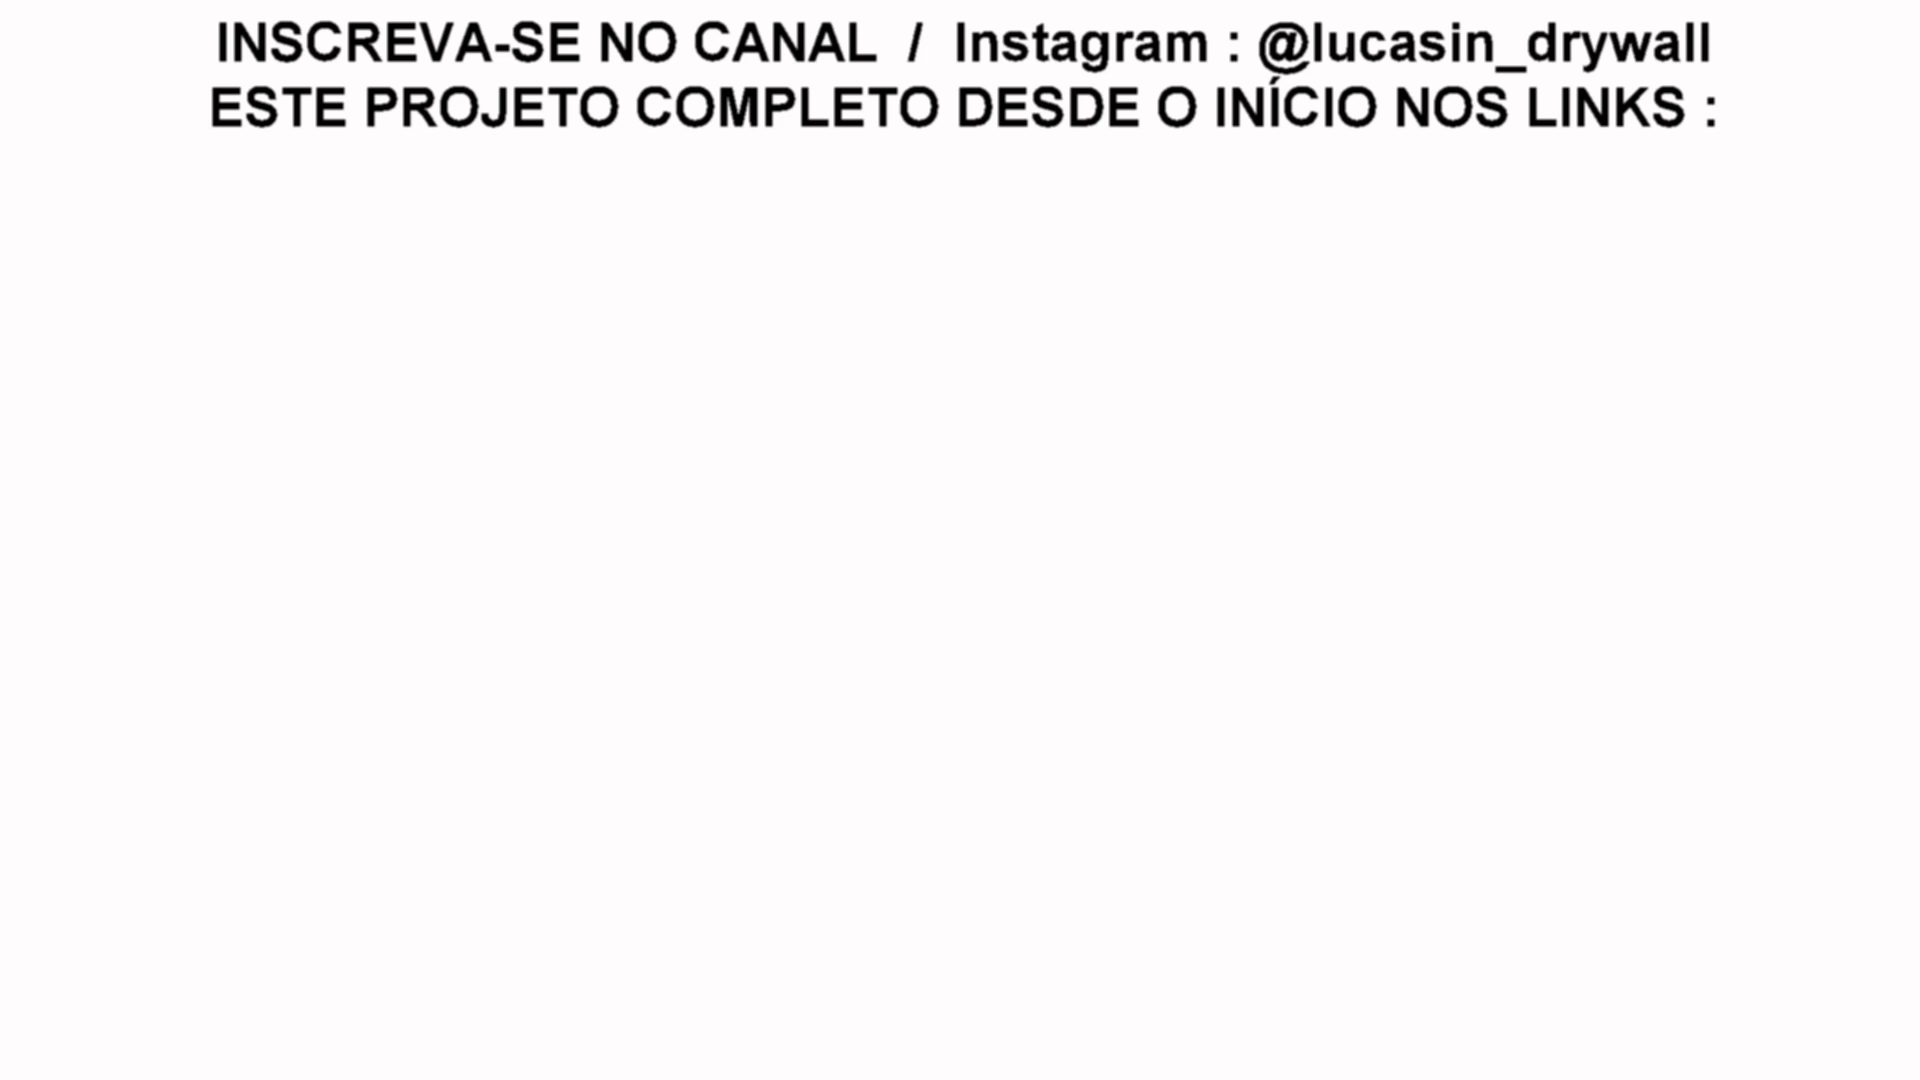 INSCREVA-SE NO CANAL / Instagram : @lucasin_drywall
ESTE PROJETO COMPLETO DESDE O INÍCIO NOS LINKS :